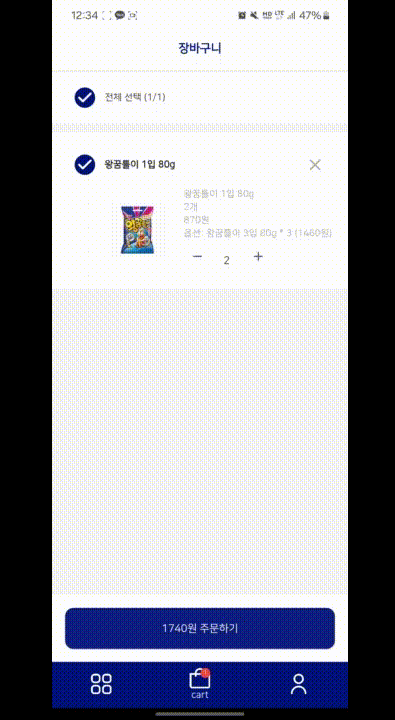 12:34
HD LTE 47%
장바구니
전체 선택 (1/1)
왕꿈틀이 1입 80g
왕꿈틀이 1입 80g
2개
870원
옵션: 왕꿈틀이 3입 80g * 3 (1460원)
2
1740원 주문하기
cart